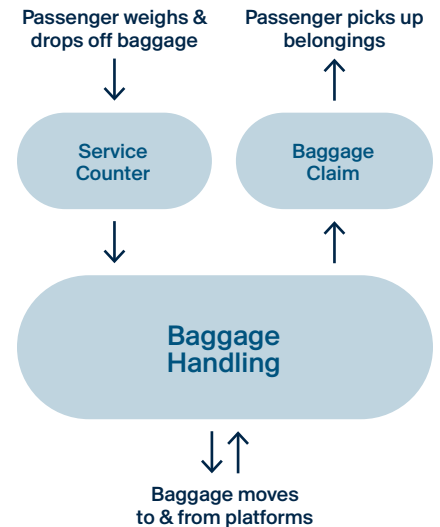 Passenger weighs &
drops off baggage
Passenger picks up
belongings
Service
Counter
Baggage
Claim
Baggage
Handling
Baggage moves
to & from platforms